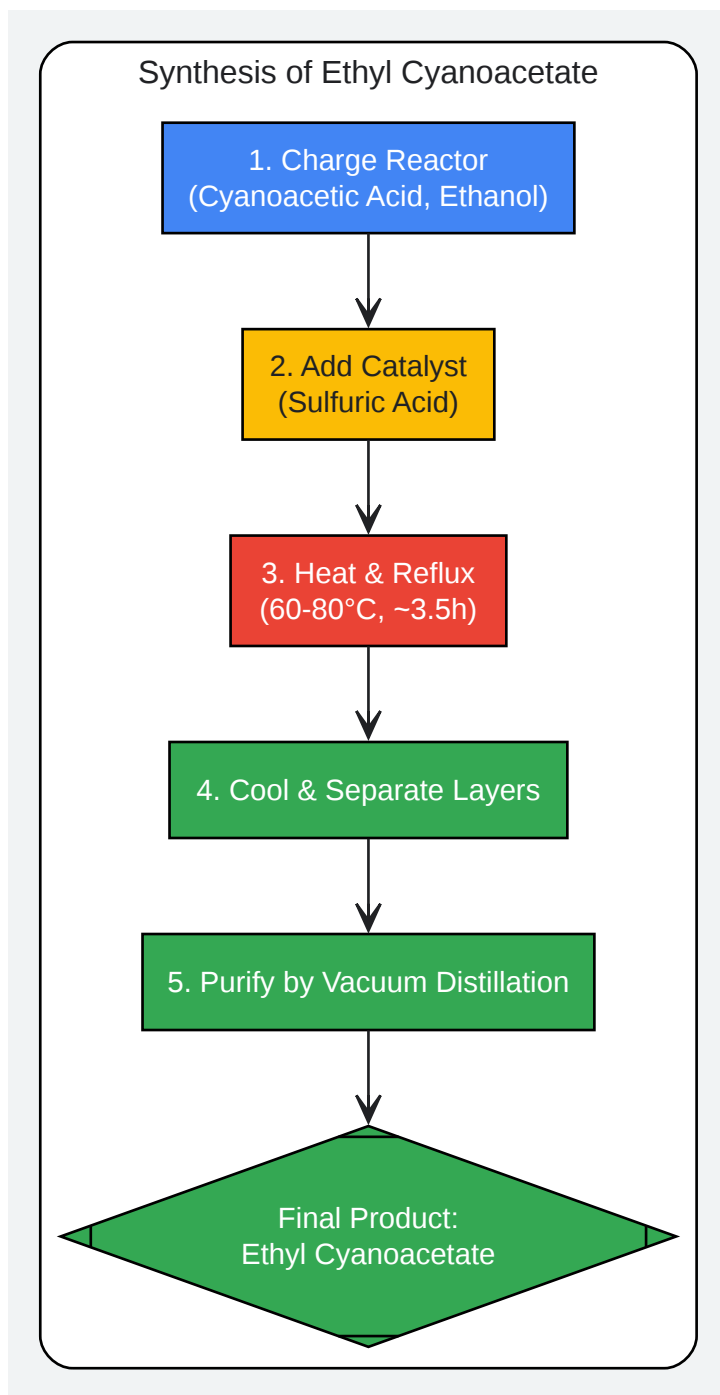 Synthesis of Ethyl Cyanoacetate
1. Charge Reactor
(Cyanoacetic Acid, Ethanol)
2. Add Catalyst
(Sulfuric Acid)
3. Heat & Reflux
(60-80°C, ~3.5h)
4. Cool & Separate Layers
5. Purify by Vacuum Distillation
Final Product:
Ethyl Cyanoacetate